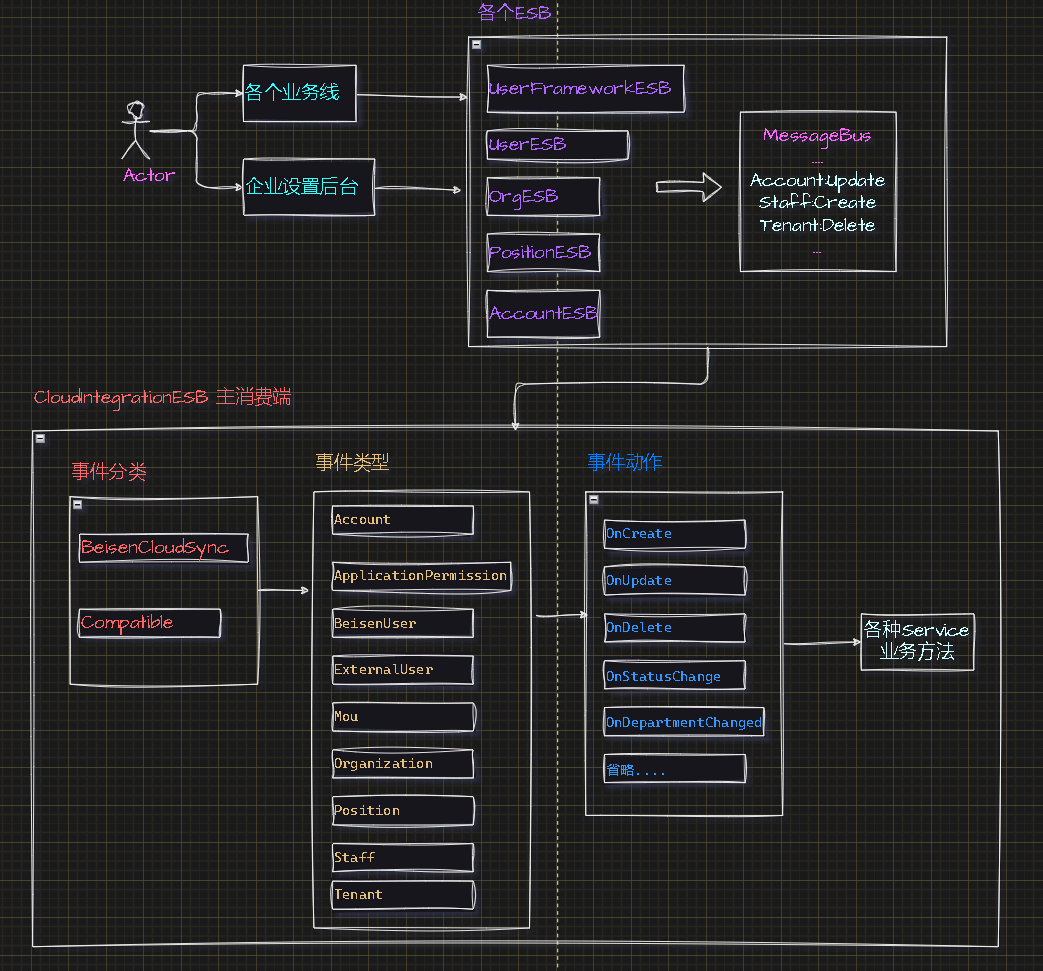 各个ESB
各个业务线
企业设置后台
Actor
UserFrameworkESB
UserESB
OrgESB
PositionESB
AccountESB
MessageBus
....
Account:Update
Staff:Create
Tenant:Delete
...
CloudIntegrationESB 主消费端
事件分类
BeisenCloudSync
Compatible
事件类型
Account
ApplicationPermission
BeisenUser
ExternalUser
Mou
Organization
Position
Staff
Tenant
事件动作
OnCreate
OnUpdate
OnDelete
OnStatusChange
OnDepartmentChanged
省略....
各种Service
业务方法